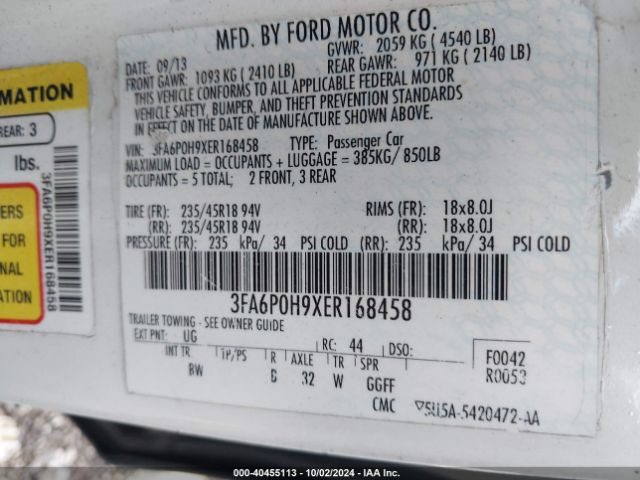 MFD. BY FORD MOTOR CO.
DATE: 09/13
GVWR: 2059 KG ( 4540 LB)
FRONT GAWR: 1093 KG ( 2410 LB)
REAR GAWR: 971 KG ( 2140 LB)
THIS VEHICLE CONFORMS TO ALL APPLICABLE FEDERAL MOTOR
VEHICLE SAFETY, BUMPER, AND THEFT PREVENTION STANDARDS
IN EFFECT ON THE DATE OF MANUFACTURE SHOWN ABOVE.
VIN: 3FA6P0H9XER168458 TYPE: Passenger Car
MAXIMUM LOAD = OCCUPANTS + LUGGAGE = 385KG/ 850LB
OCCUPANTS = 5 TOTAL; 2 FRONT, 3 REAR
TIRE (FR): 235/45R18 94V RIMS (FR): 18x8.0J
(RR): 235/45R18 94V (RR): 18x8.0J
PRESSURE (FR): 235 kPa/ 34 PSI COLD (RR): 235 kPa/ 34 PSI COLD
3FA6P0H9XER168458
TRAILER TOWING - SEE OWNER GUIDE
EXT PNT: UG RC: 44 DSO: F0042
R0053
INT TR TP/PS R AXLE TR SPR
BW 32 W GGFF
CMC 5U5A-5420472-AA
RMATION
REAR: 3
lbs.
ERS
FOR
NAL
ATION
3FA6P0H9XER168458
000-40455113 - 10/02/2024 - IAA Inc.